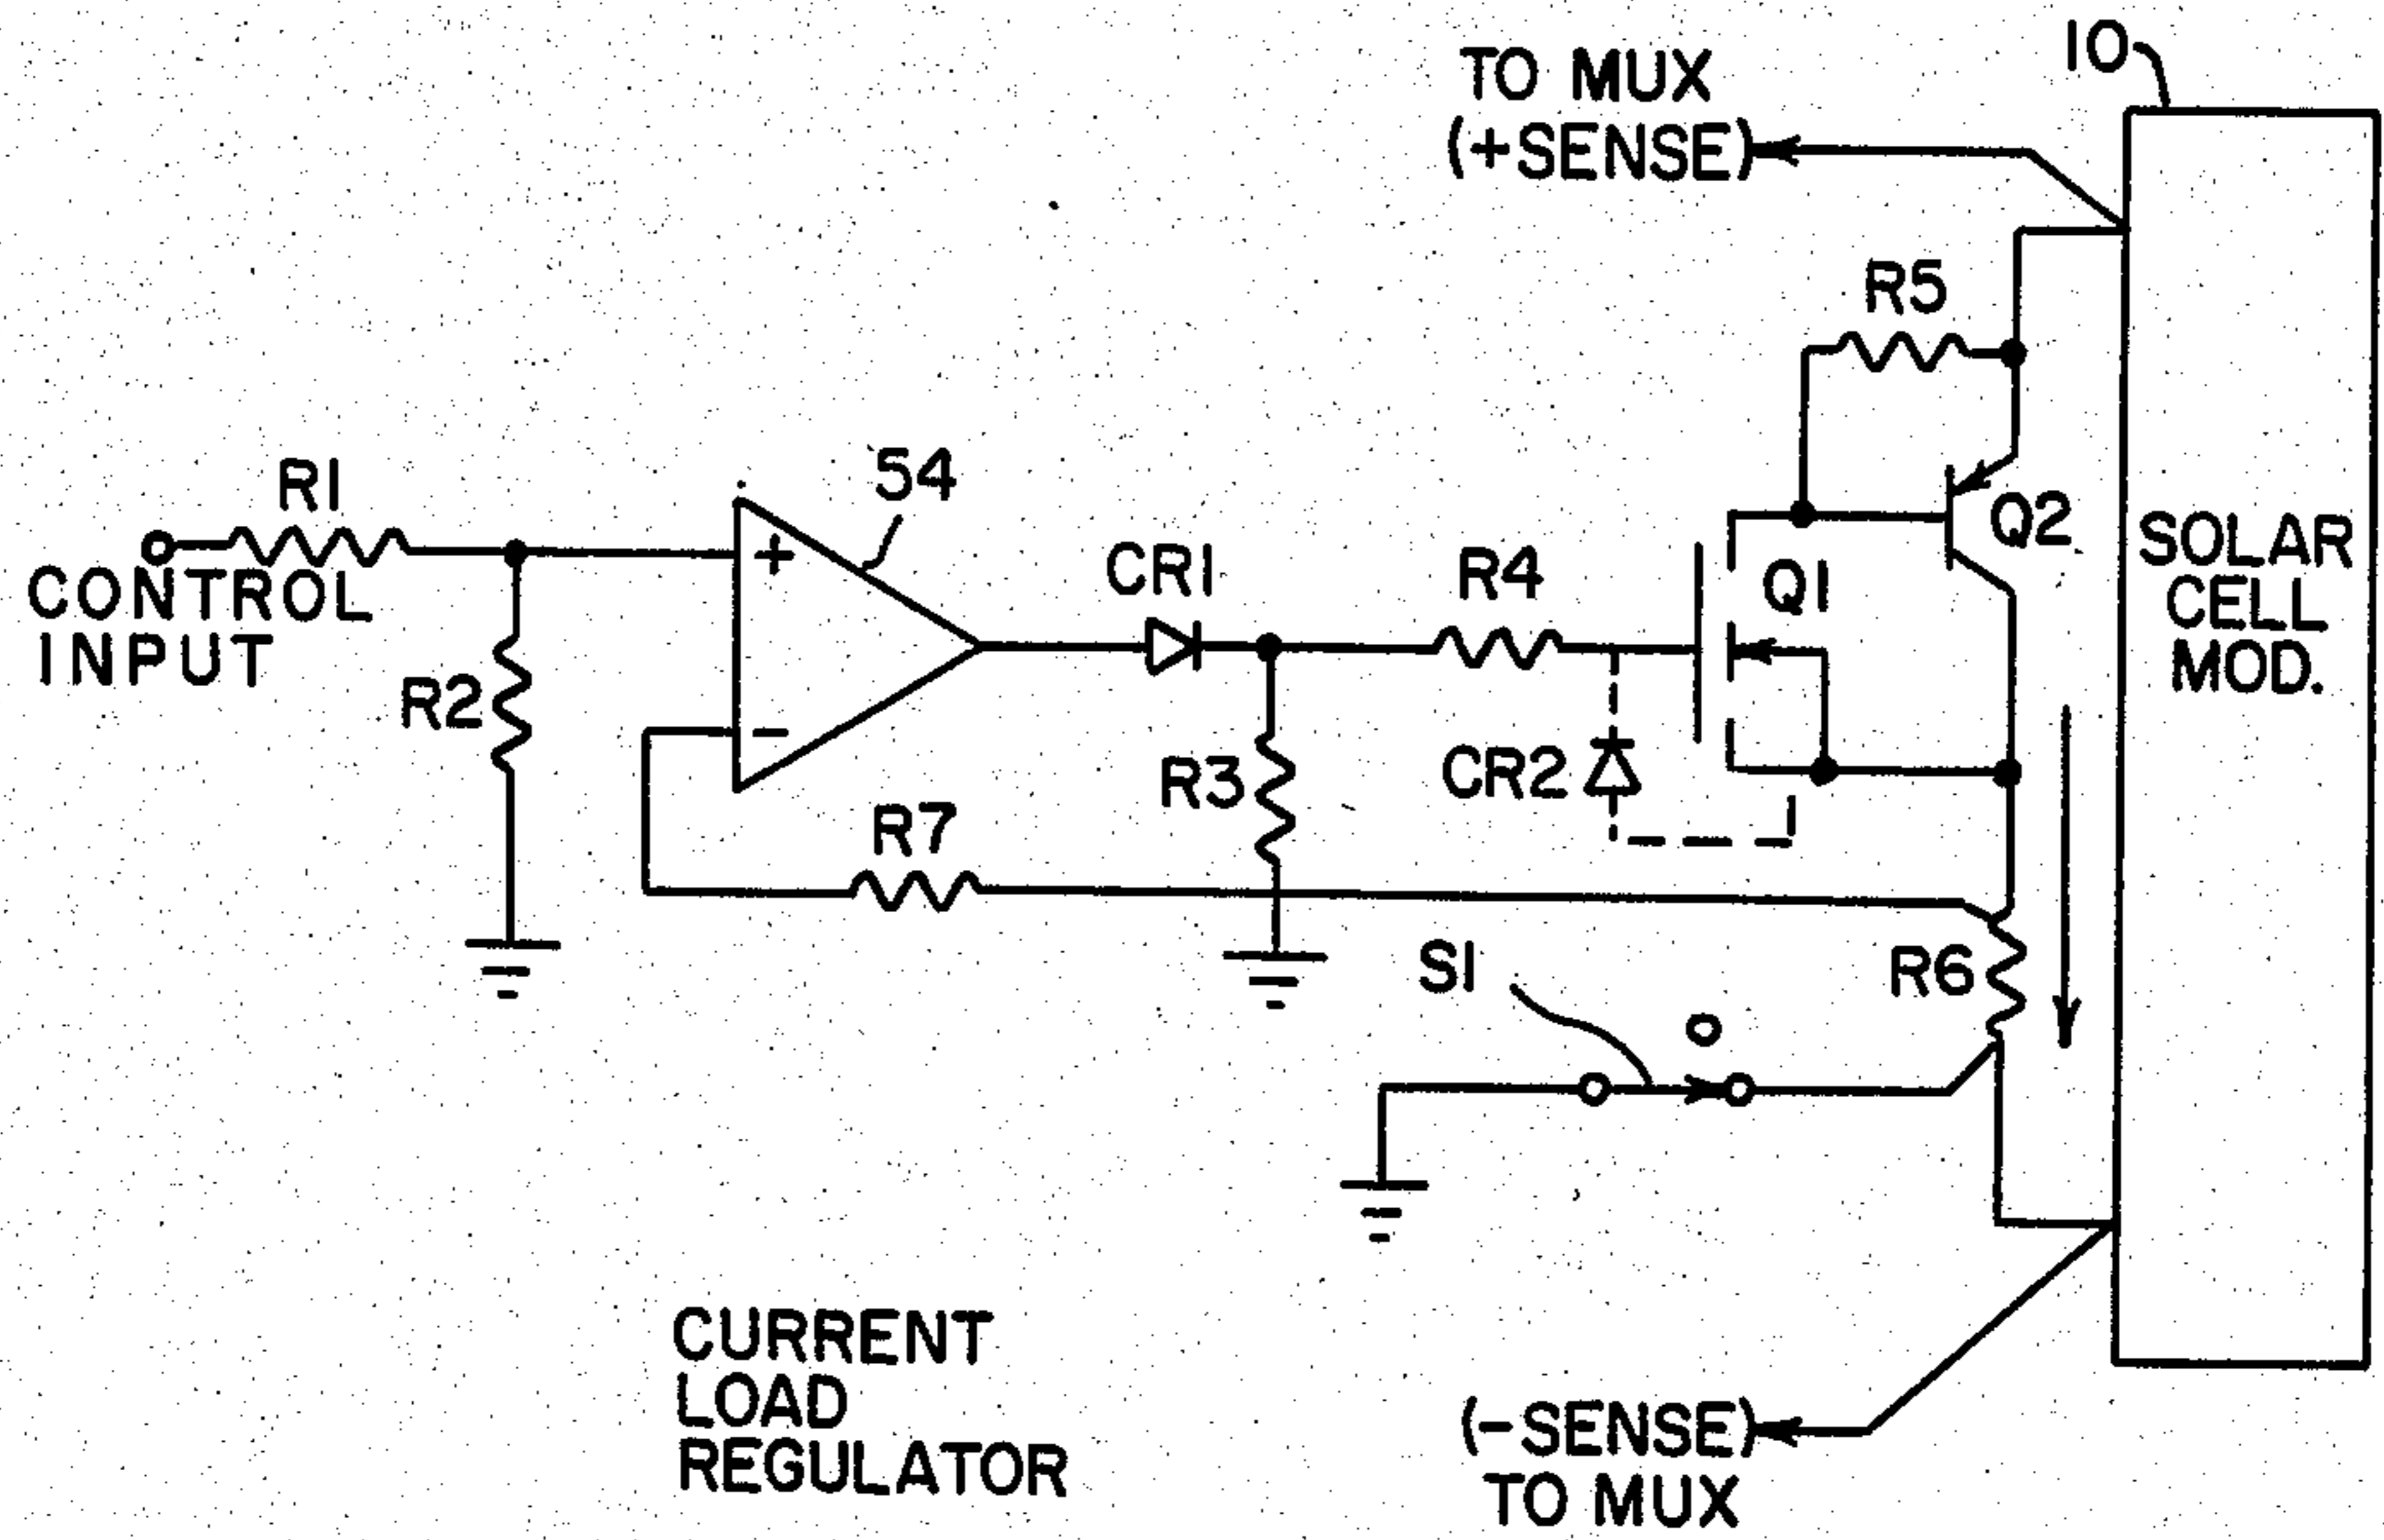 10
TO MUX
(+SENSE)
R5
54
R1
Q2
SOLAR
CELL
MOD.
CONTROL
INPUT
+
CR1
R4
Q1
R2
-
CR2
R3
R7
S1
R6
CURRENT
LOAD
REGULATOR
(-SENSE)
TO MUX